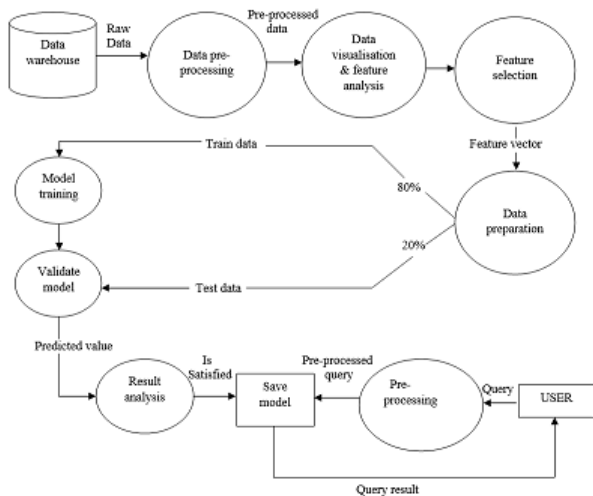 Data
warehouse
Raw
Data
Data pre-
processing
Pre-processed
data
Data
visualisation
& feature
analysis
Feature
selection
Feature vector
Data
preparation
80%
20%
Train data
Test data
Model
training
Validate
model
Predicted value
Result
analysis
Is
Satisfied
Save
model
Pre-processed
query
Pre-
processing
Query
USER
Query result